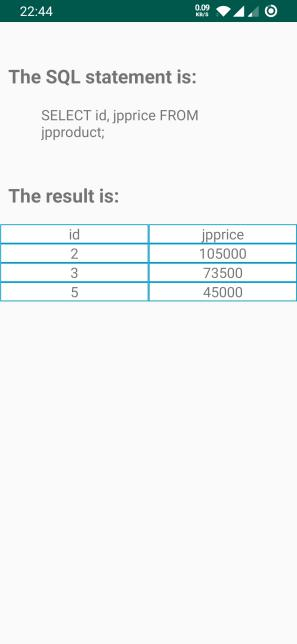 22:44
0.09
KB/S
The SQL statement is:
SELECT id, jpprice FROM
jpproduct;
The result is:
id jpprice
2 105000
3 73500
5 45000